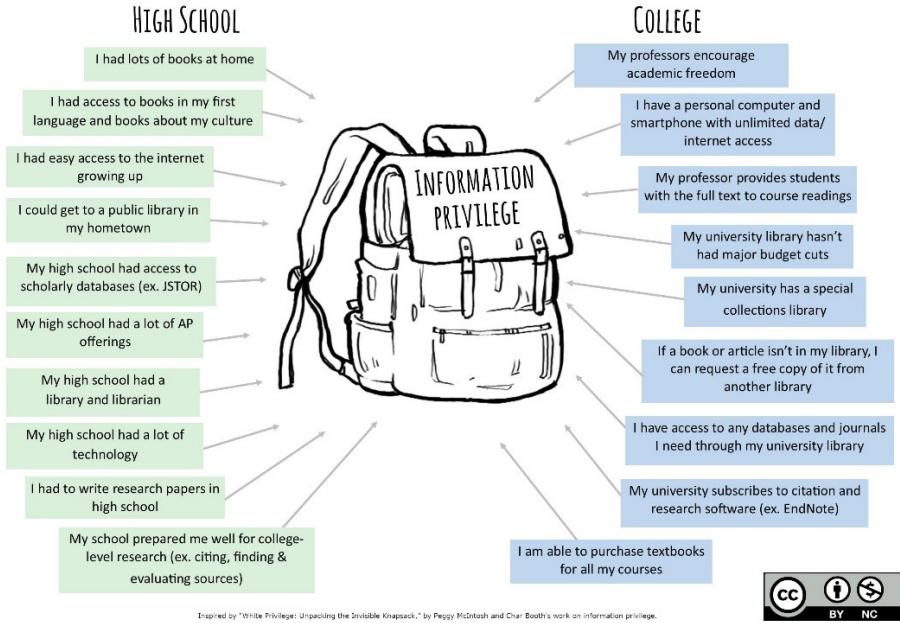 HIGH SCHOOL
I had lots of books at home
I had access to books in my first
language and books about my culture
I had easy access to the internet
growing up
I could get to a public library in
my hometown
My high school had access to
scholarly databases (ex. JSTOR)
My high school had a lot of AP
offerings
My high school had a
library and librarian
My high school had a lot of
technology
I had to write research papers in
high school
My school prepared me well for college-
level research (ex. citing, finding &
evaluating sources)
INFORMATION
PRIVILEGE
COLLEGE
My professors encourage
academic freedom
I have a personal computer and
smartphone with unlimited data/
internet access
My professor provides students
with the full text to course readings
My university library hasn't
had major budget cuts
My university has a special
collections library
If a book or article isn't in my library, I
can request a free copy of it from
another library
I have access to any databases and journals
I need through my university library
My university subscribes to citation and
research software (ex. EndNote)
I am able to purchase textbooks
for all my courses
Inspired by "White Privilege: Unpacking the Invisible Knapsack," by Peggy McIntosh and Char Booth's work on information privilege.
CC
BY NC